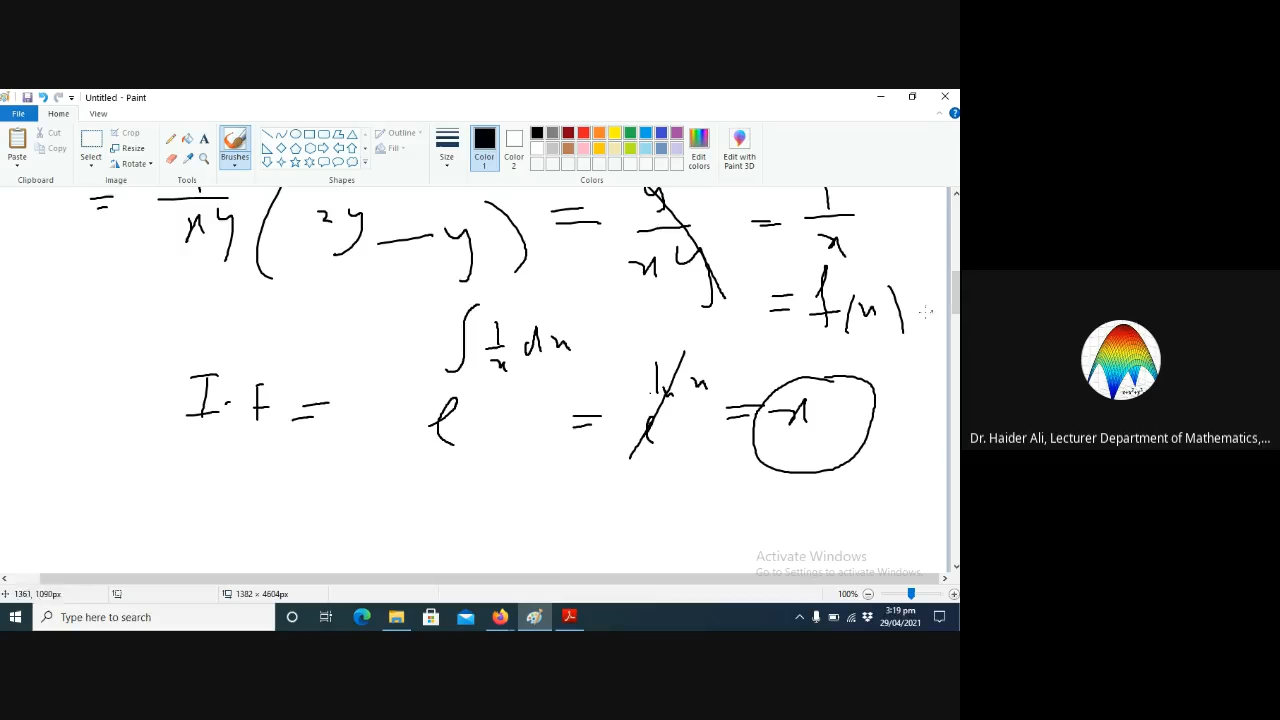 Untitled - Paint
File Home View
Paste Cut Copy Select Crop Resize Rotate Brushes Size Color 1 Color 2 Edit colors Edit with Paint 3D
Outline
Fill
Clipboard Image Tools Shapes Colors
= 1/xy ( 2y — y ) = y/xy = 1/x
= f(x)
∫ 1/x dx
I.F = e = e^ln x = x
Activate Windows
Go to Settings to activate Windows.
1361, 1090px 1382 × 4604px 100%
Type here to search
3:19 pm
29/04/2021
Dr. Haider Ali, Lecturer Department of Mathematics,...